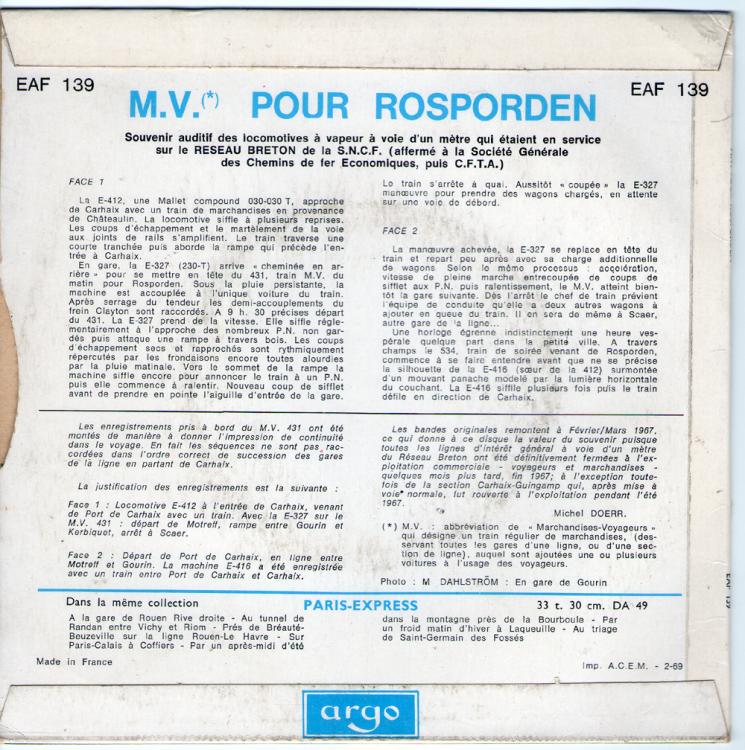 EAF 139
EAF 139
M.V.(*) POUR ROSPORDEN
Souvenir auditif des locomotives à vapeur à voie d'un mètre qui étaient en service
sur le RESEAU BRETON de la S.N.C.F. (affermé à la Société Générale
des Chemins de fer Economiques, puis C.F.T.A.)
FACE 1
La E-412, une Mallet compound 030-030 T, approche
de Carhaix avec un train de marchandises en provenance
de Châteaulin. La locomotive siffle à plusieurs reprises.
Les coups d'échappement et le martèlement de la voie
aux joints de rails s'amplifient. Le train traverse une
courte tranchée puis aborde la rampe qui précède l'en-
trée à Carhaix.
En gare, la E-327 (230-T) arrive « cheminée en ar-
rière » pour se mettre en tête du 431, train M.V. du
matin pour Rosporden. Sous la pluie persistante, la
machine est accouplée à l'unique voiture du train.
Après serrage du tendeur les demi-accouplements du
frein Clayton sont raccordés. A 9 h. 30 précises départ
du 431. La E-327 prend de la vitesse. Elle siffle régle-
mentairement à l'approche des nombreux P.N. non gar-
dés puis attaque une rampe à travers bois. Les coups
d'échappement secs et rapprochés sont rythmiquement
répercutés par les frondaisons encore toutes alourdies
par la pluie matinale. Vers le sommet de la rampe la
machine siffle encore pour annoncer le train à un P.N.
puis elle commence à ralentir. Nouveau coup de sifflet
avant de prendre en pointe l'aiguille d'entrée de la gare.
Le train s'arrête à quai. Aussitôt « coupée » la E-327
manœuvre pour prendre des wagons chargés, en attente
sur une voie de débord.
FACE 2
La manœuvre achevée, la E-327 se replace en tête du
train et repart peu après avec sa charge additionnelle
de wagons Selon le même processus : accélération,
vitesse de pleine marche entrecoupée de coups de
sifflet aux P.N. puis ralentissement, le M.V. atteint bien-
tôt la gare suivante. Dès l'arrêt le chef de train prévient
l'équipe de conduite qu'elle a deux autres wagons à
ajouter en queue du train. Il en sera de même à Scaer,
autre gare de la ligne...
Une horloge égrenne indistinctement une heure ves-
pérale quelque part dans la petite ville. A travers
champs le 534, train de soirée venant de Rosporden,
commence à se faire entendre avant que ne se précise
la silhouette de la E-416 (sœur de la 412) surmontée
d'un mouvant panache modelé par la lumière horizontale
du couchant. La E-416 siffle plusieurs fois puis le train
défile en direction de Carhaix.
Les enregistrements pris à bord du M.V. 431 ont été
montés de manière à donner l'impression de continuité
dans le voyage. En fait les séquences ne sont pas rac-
cordées dans l'ordre correct de succession des gares
de la ligne en partant de Carhaix.
La justification des enregistrements est la suivante :
Face 1 : Locomotive E-412 à l'entrée de Carhaix, venant
de Port de Carhaix avec un train. Avec la E-327 sur le
M.V. 431 : départ de Motreff, rampe entre Gourin et
Kerbiquet, arrêt à Scaer.
Face 2 : Départ de Port de Carhaix, en ligne entre
Motreff et Gourin. La machine E-416 a été enregistrée
avec un train entre Port de Carhaix et Carhaix.
Les bandes originales remontent à Février/Mars 1967,
ce qui donne à ce disque la valeur du souvenir puisque
toutes les lignes d'intérêt général à voie d'un mètre
du Réseau Breton ont été définitivement fermées à l'ex-
ploitation commerciale - voyageurs et marchandises -
quelques mois plus tard, fin 1967; à l'exception toute-
fois de la section Carhaix-Guingamp qui, après mise à
voie normale, fut rouverte à l'exploitation pendant l'été
1967.
Michel DOERR.
(*) M.V. : abbréviation de « Marchandises-Voyageurs »
qui désigne un train régulier de marchandises, (des-
servant toutes les gares d'une ligne, ou d'une sec-
tion de ligne), auquel sont ajoutées une ou plusieurs
voitures à l'usage des voyageurs.
Photo : M DAHLSTRÖM : En gare de Gourin
Dans la même collection
PARIS-EXPRESS
33 t. 30 cm. DA 49
A la gare de Rouen Rive droite - Au tunnel de
Randan entre Vichy et Riom - Prés de Bréauté-
Beuzeville sur la ligne Rouen-Le Havre - Sur
Paris-Calais à Coffiers - Par un après-midi d'été
dans la montagne près de la Bourboule - Par
un froid matin d'hiver à Laqueuille - Au triage
de Saint-Germain des Fossés
Made in France
Imp. A.C.E.M. - 2-69
argo